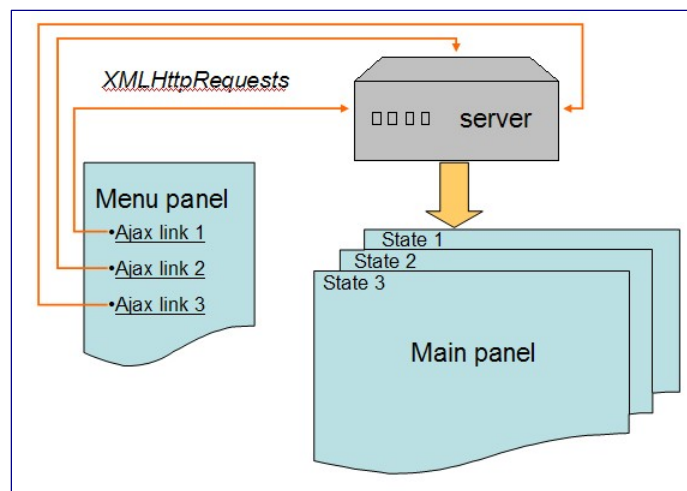 XMLHttpRequests
server
Menu panel
•Ajax link 1
•Ajax link 2
•Ajax link 3
State 1
State 2
State 3
Main panel